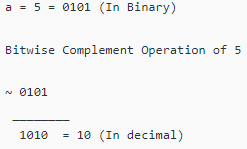 a = 5 = 0101 (In Binary)
Bitwise Complement Operation of 5
~ 0101
________
1010 = 10 (In decimal)